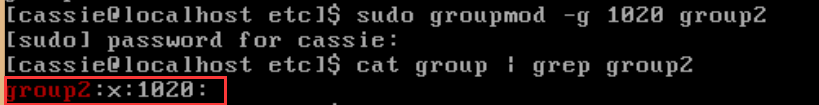 [cassie@localhost etc]$ sudo groupmod -g 1020 group2
[sudo] password for cassie:
[cassie@localhost etc]$ cat group | grep group2
group2:x:1020: